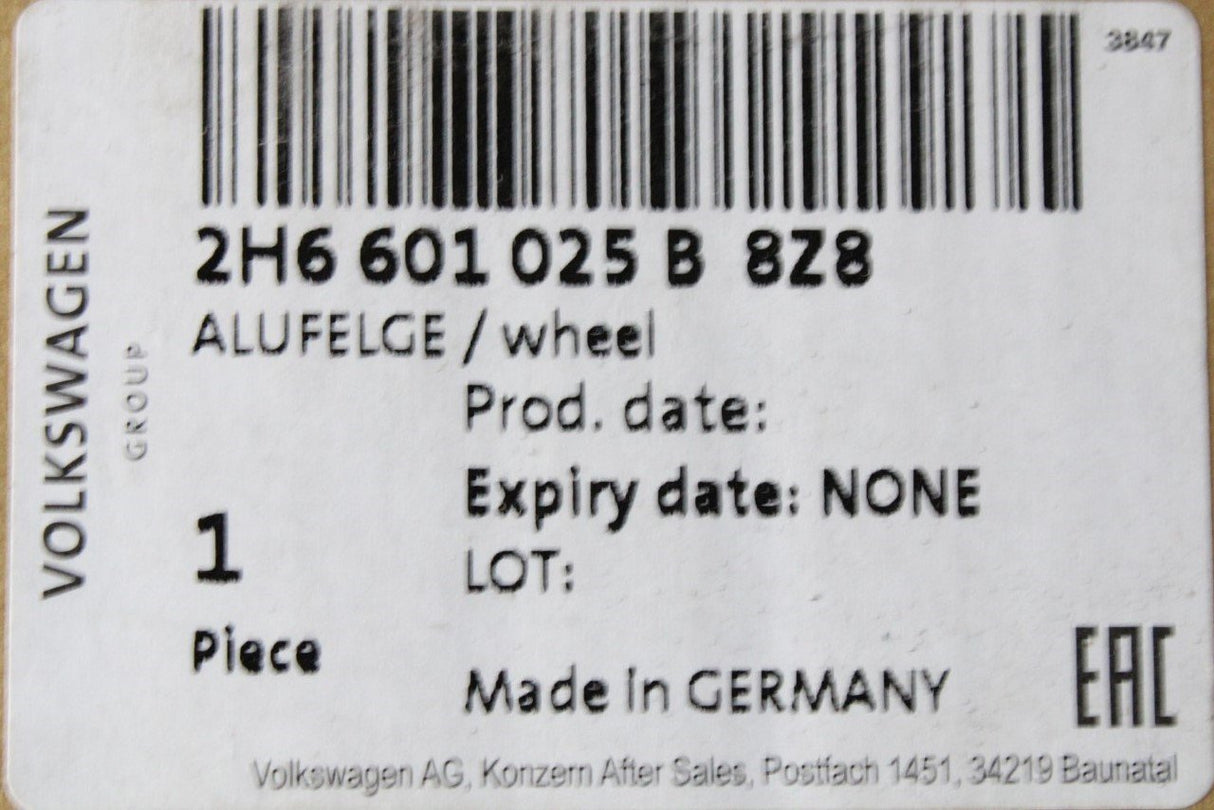 3847
2H6 601 025 B 8Z8
ALUFELGE / wheel
Prod. date:
Expiry date: NONE
1
LOT:
Piece
Made in GERMANY
EAC
Volkswagen AG, Konzern After Sales, Postfach 1451, 34219 Baunatal
VOLKSWAGEN
GROUP